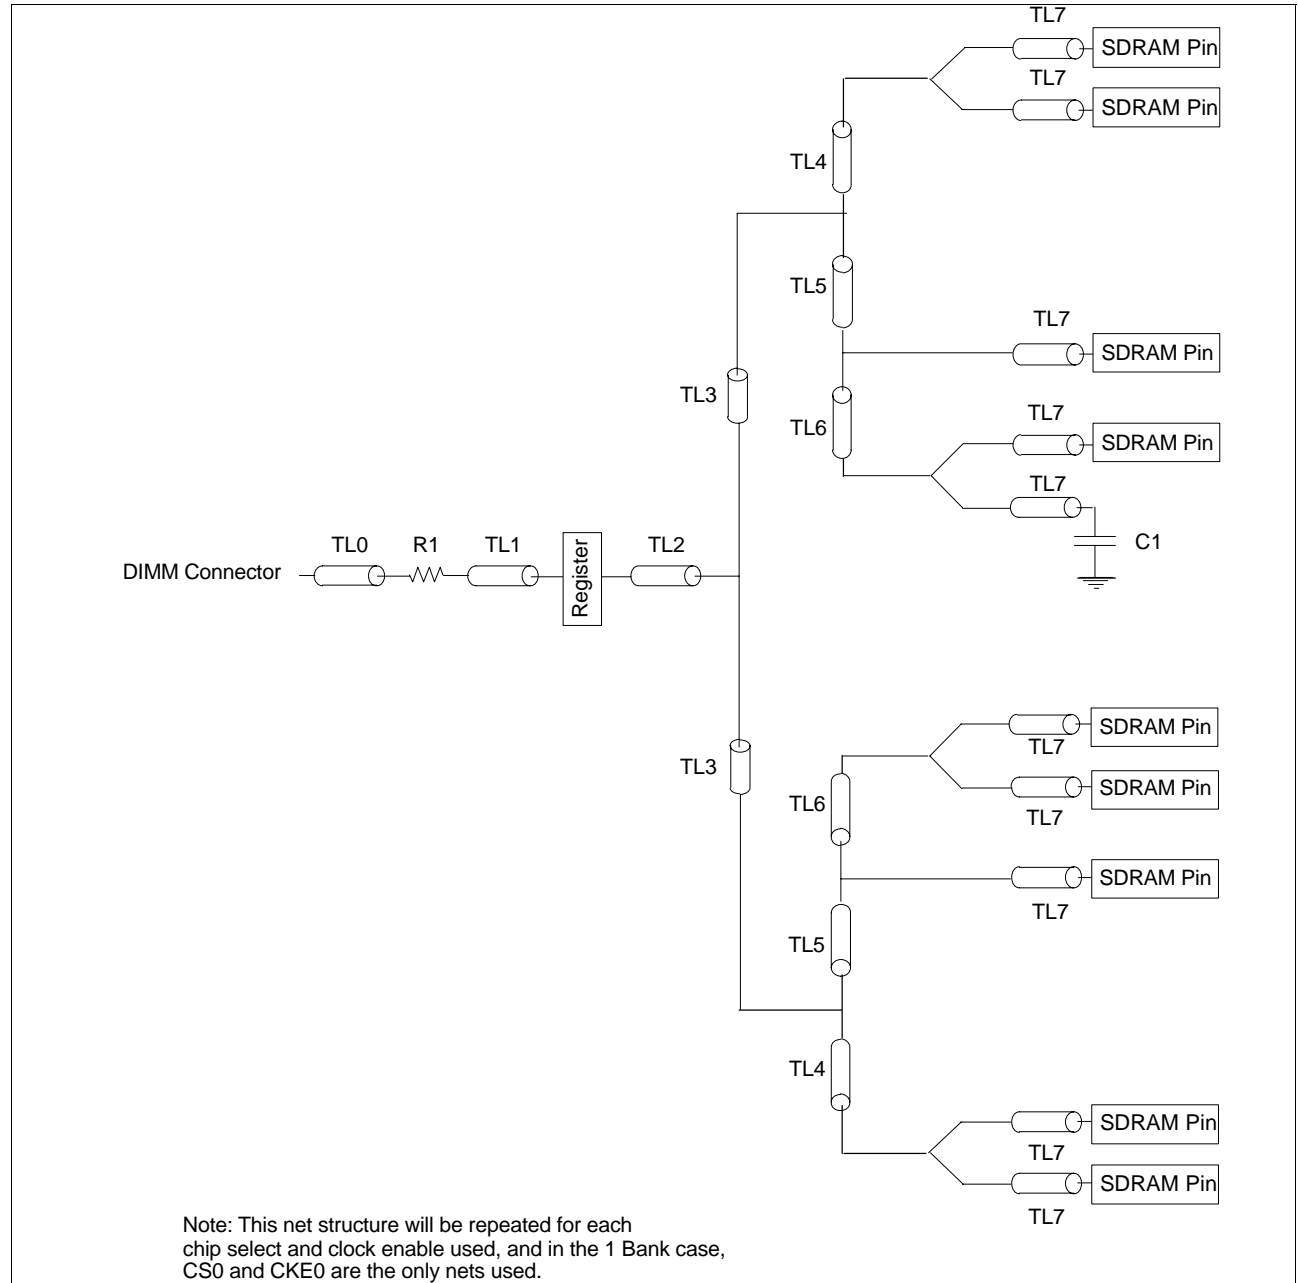 TL7
SDRAM Pin
TL7
SDRAM Pin
TL4
TL5
TL7
SDRAM Pin
TL3
TL6
TL7
SDRAM Pin
TL7
C1
DIMM Connector
TL0
R1
TL1
Register
TL2
TL3
SDRAM Pin
TL7
TL6
SDRAM Pin
TL7
SDRAM Pin
TL7
TL5
TL4
SDRAM Pin
TL7
SDRAM Pin
TL7
Note: This net structure will be repeated for each
chip select and clock enable used, and in the 1 Bank case,
CS0 and CKE0 are the only nets used.